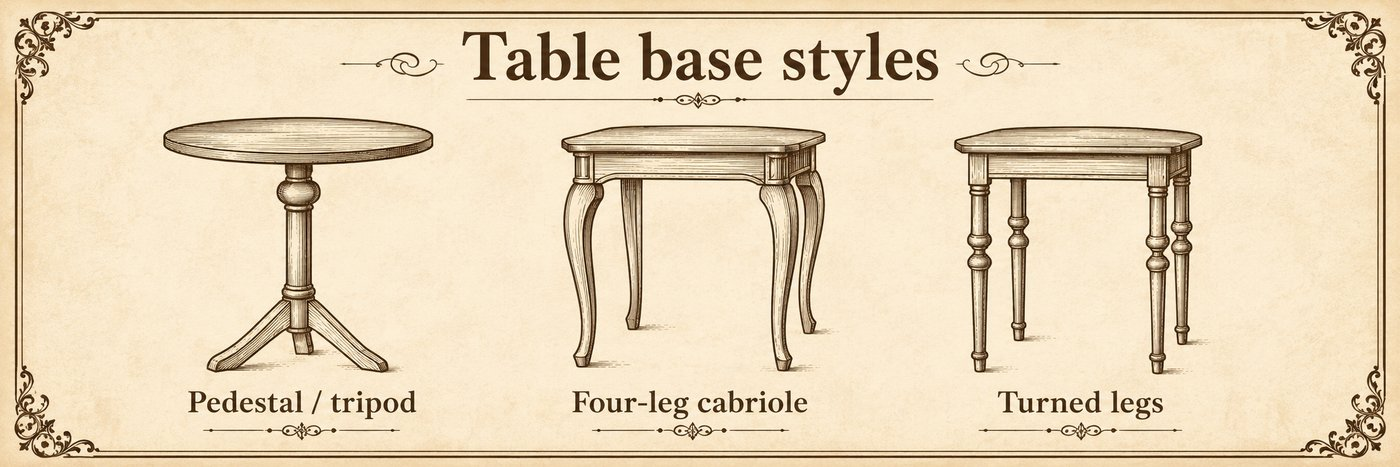 Table base styles
Pedestal / tripod
Four-leg cabriole
Turned legs